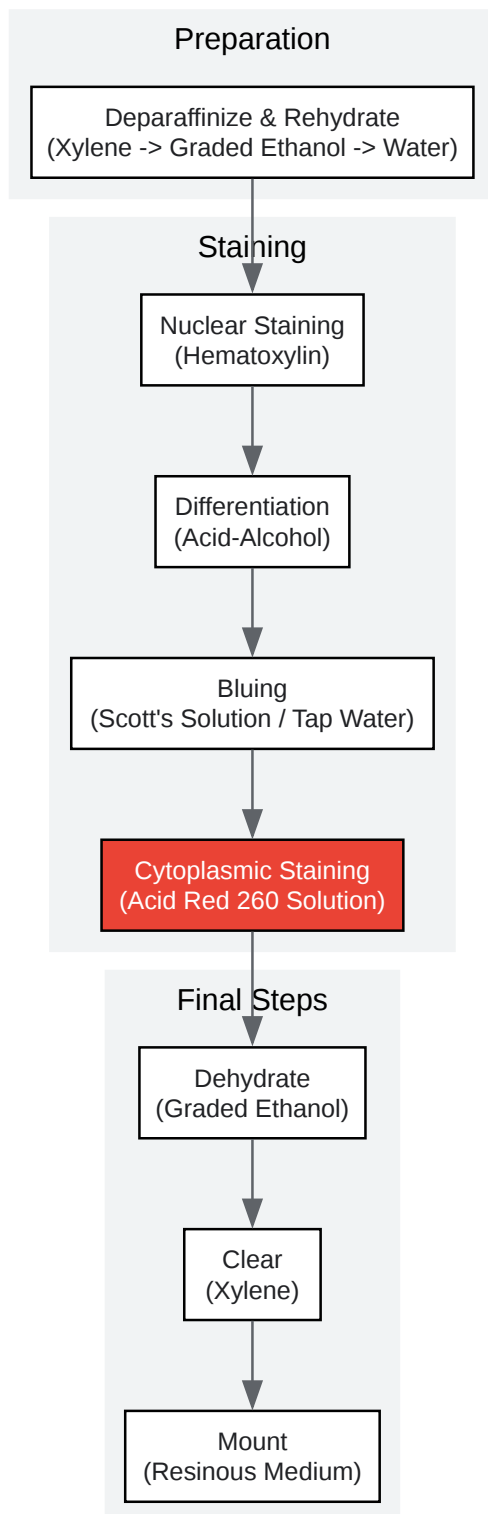 Preparation
Deparaffinize & Rehydrate
(Xylene -> Graded Ethanol -> Water)
Staining
Nuclear Staining
(Hematoxylin)
Differentiation
(Acid-Alcohol)
Bluing
(Scott's Solution / Tap Water)
Cytoplasmic Staining
(Acid Red 260 Solution)
Final Steps
Dehydrate
(Graded Ethanol)
Clear
(Xylene)
Mount
(Resinous Medium)